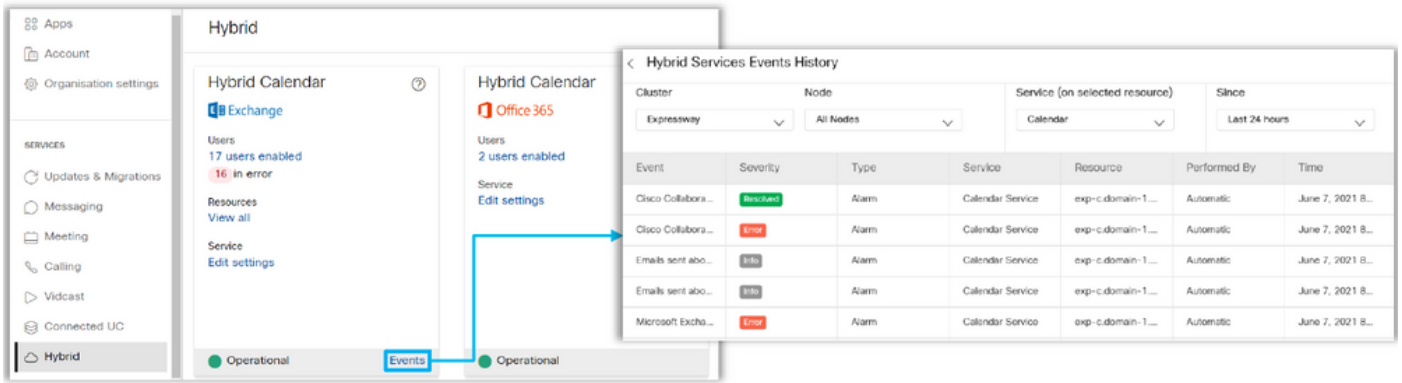 Apps
Account
Organisation settings
SERVICES
Updates & Migrations
Messaging
Meeting
Calling
Vidcast
Connected UC
Hybrid
Hybrid
Hybrid Calendar
Exchange
Users
17 users enabled
16 in error
Resources
View all
Service
Edit settings
Operational Events
Hybrid Calendar
Office 365
Users
2 users enabled
Service
Edit settings
Operational
Hybrid Services Events History
Cluster Node Service (on selected resource) Since
Expressway All Nodes Calendar Last 24 hours
Event Severity Type Service Resource Performed By Time
Cisco Collabora... Resolved Alarm Calendar Service exp-c.domain-1.... Automatic June 7, 2021 8...
Cisco Collabora... Error Alarm Calendar Service exp-c.domain-1.... Automatic June 7, 2021 8...
Emails sent abo... Info Alarm Calendar Service exp-c.domain-1.... Automatic June 7, 2021 8...
Emails sent abo... Info Alarm Calendar Service exp-c.domain-1.... Automatic June 7, 2021 8...
Microsoft Excha... Error Alarm Calendar Service exp-c.domain-1.... Automatic June 7, 2021 8...